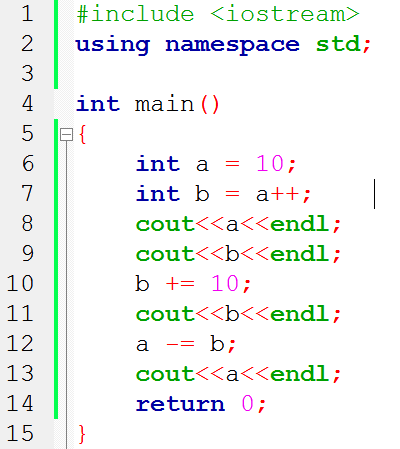 1 #include <iostream>
2 using namespace std;
3
4 int main()
5 {
6 int a = 10;
7 int b = a++;
8 cout<<a<<endl;
9 cout<<b<<endl;
10 b += 10;
11 cout<<b<<endl;
12 a -= b;
13 cout<<a<<endl;
14 return 0;
15 }